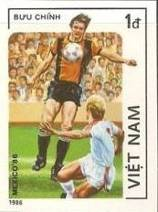 BƯU CHÍNH
1đ
VIỆT NAM
MEXICO'86
1986